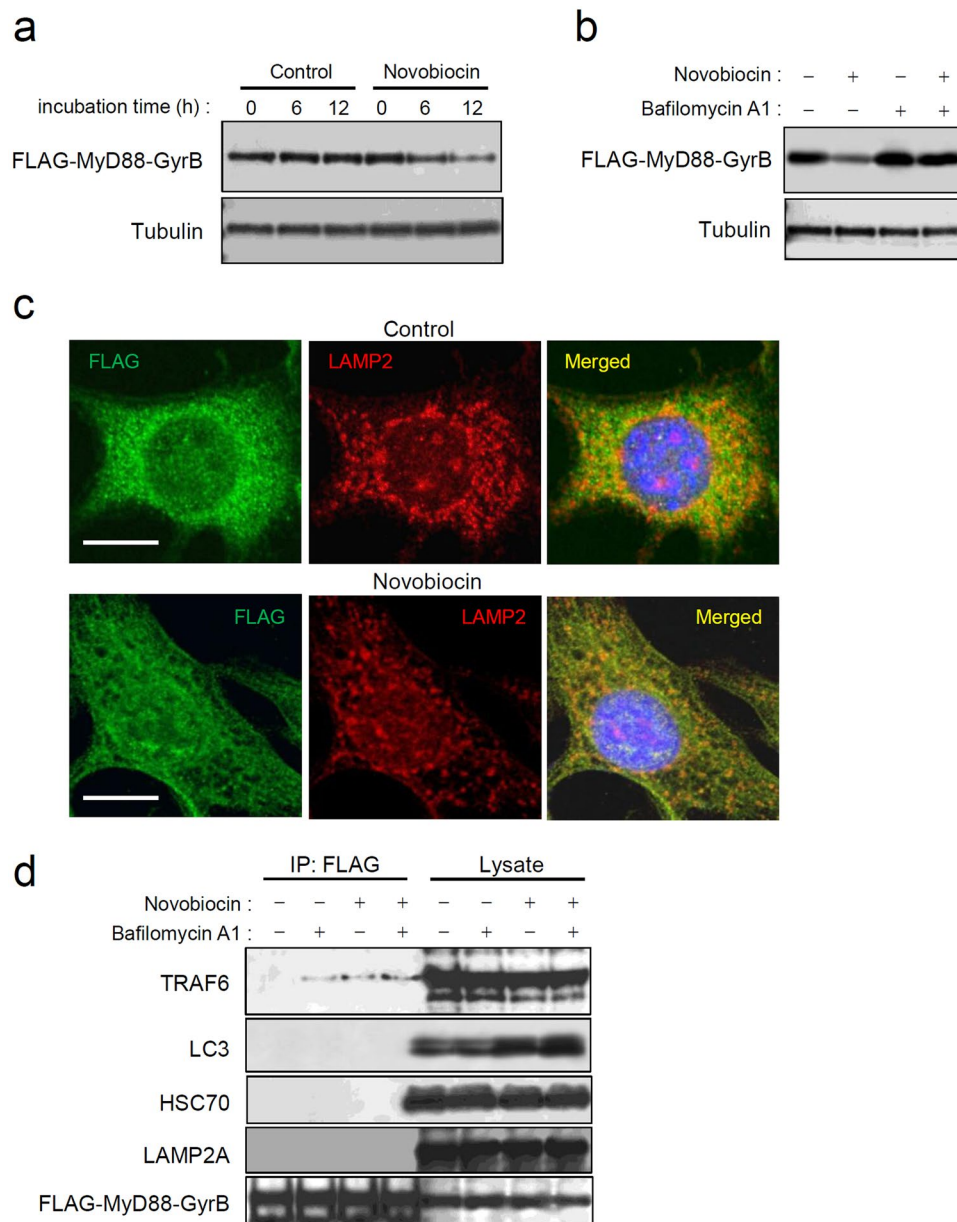 a
Control Novobiocin
incubation time (h) : 0 6 12 0 6 12
FLAG-MyD88-GyrB
Tubulin
b
Novobiocin : – + – +
Bafilomycin A1 : – – + +
FLAG-MyD88-GyrB
Tubulin
c
Control
FLAG LAMP2 Merged
Novobiocin
FLAG LAMP2 Merged
d
IP: FLAG Lysate
Novobiocin : – – + + – – + +
Bafilomycin A1 : – + – + – + – +
TRAF6
LC3
HSC70
LAMP2A
FLAG-MyD88-GyrB